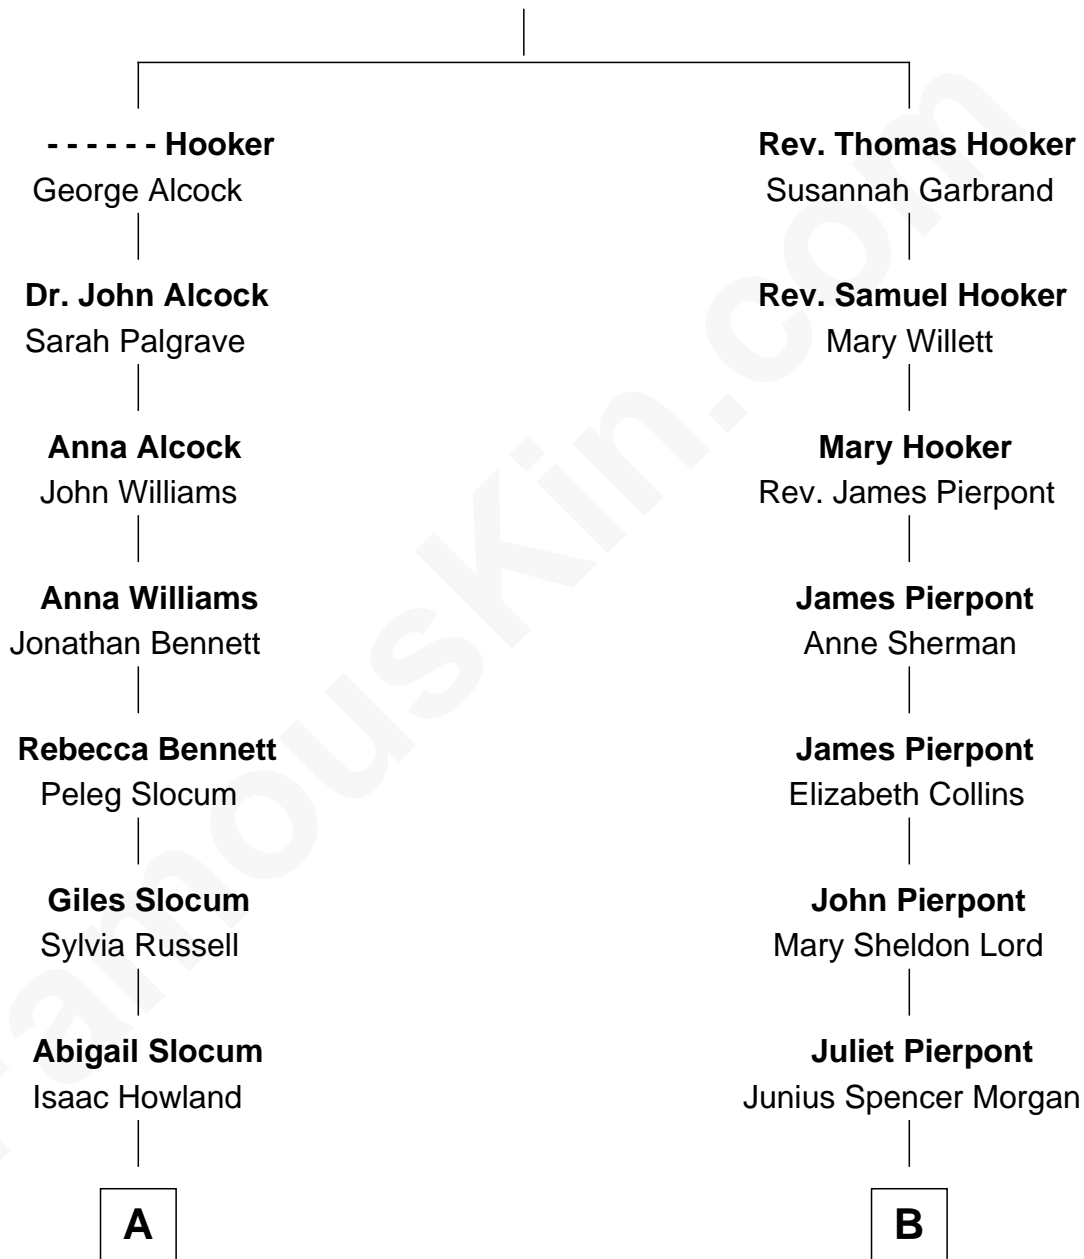 - - - - - - Hooker
George Alcock
Rev. Thomas Hooker
Susannah Garbrand
Dr. John Alcock
Sarah Palgrave
Rev. Samuel Hooker
Mary Willett
Anna Alcock
John Williams
Mary Hooker
Rev. James Pierpont
Anna Williams
Jonathan Bennett
James Pierpont
Anne Sherman
Rebecca Bennett
Peleg Slocum
James Pierpont
Elizabeth Collins
Giles Slocum
Sylvia Russell
John Pierpont
Mary Sheldon Lord
Abigail Slocum
Isaac Howland
Juliet Pierpont
Junius Spencer Morgan
A
B
FamousKin.com